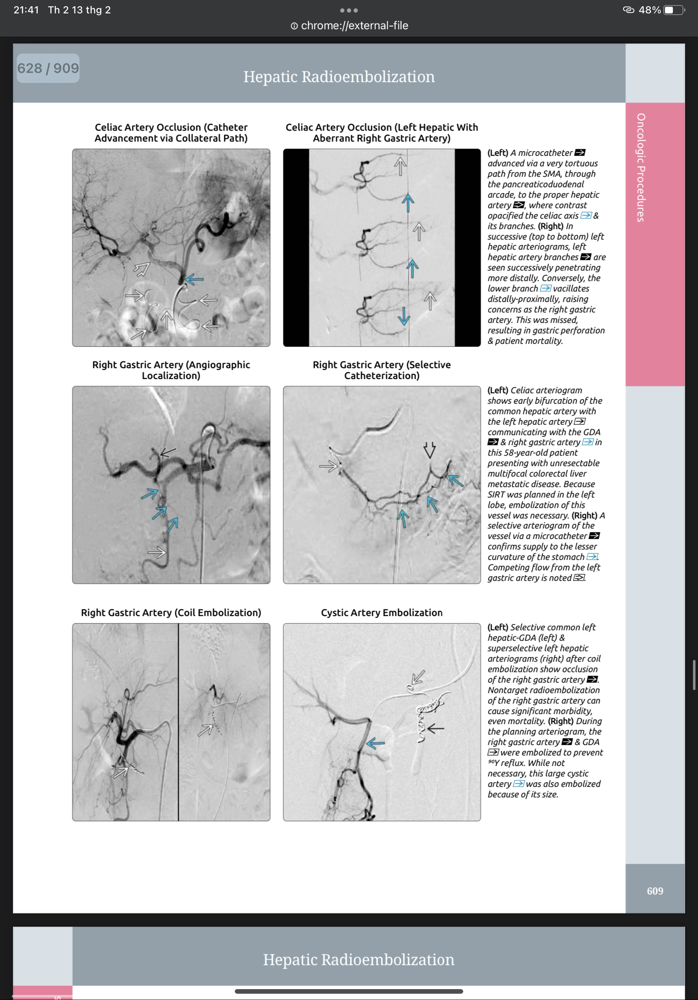 21:41 Th 2 13 thg 2
48%
chrome://external-file
628 / 909
Hepatic Radioembolization
Oncologic Procedures
Celiac Artery Occlusion (Catheter
Advancement via Collateral Path)
Celiac Artery Occlusion (Left Hepatic With
Aberrant Right Gastric Artery)
(Left) A microcatheter
advanced via a very tortuous
path from the SMA, through
the pancreaticoduodenal
arcade, to the proper hepatic
artery , where contrast
opacified the celiac axis &
its branches. (Right) In
successive (top to bottom) left
hepatic arteriograms, left
hepatic artery branches are
seen successively penetrating
more distally. Conversely, the
lower branch vacillates
distally-proximally, raising
concerns as the right gastric
artery. This was missed,
resulting in gastric perforation
& patient mortality.
Right Gastric Artery (Angiographic
Localization)
Right Gastric Artery (Selective
Catheterization)
(Left) Celiac arteriogram
shows early bifurcation of the
common hepatic artery with
the left hepatic artery
communicating with the GDA
& right gastric artery in
this 58-year-old patient
presenting with unresectable
multifocal colorectal liver
metastatic disease. Because
SIRT was planned in the left
lobe, embolization of this
vessel was necessary. (Right) A
selective arteriogram of the
vessel via a microcatheter
confirms supply to the lesser
curvature of the stomach .
Competing flow from the left
gastric artery is noted .
Right Gastric Artery (Coil Embolization)
Cystic Artery Embolization
(Left) Selective common left
hepatic-GDA (left) &
superselective left hepatic
arteriograms (right) after coil
embolization show occlusion
of the right gastric artery .
Nontarget radioembolization
of the right gastric artery can
cause significant morbidity,
even mortality. (Right) During
the planning arteriogram, the
right gastric artery & GDA
were embolized to prevent
⁹⁰Y reflux. While not
necessary, this large cystic
artery was also embolized
because of its size.
609
Hepatic Radioembolization